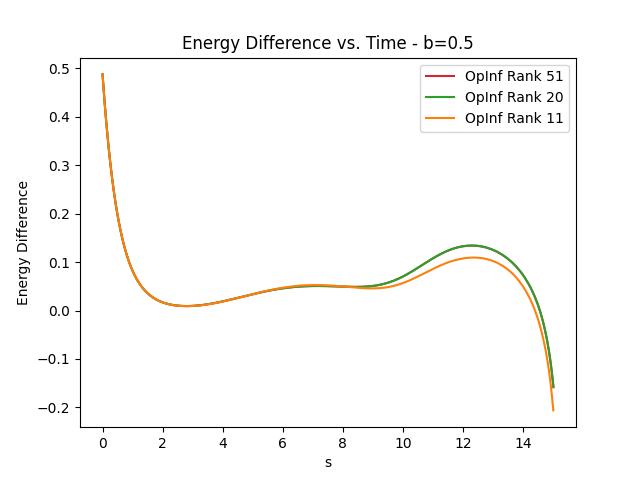 Energy Difference vs. Time - b=0.5
Energy Difference
0.5
0.4
0.3
0.2
0.1
0.0
−0.1
−0.2
OpInf Rank 51
OpInf Rank 20
OpInf Rank 11
0 2 4 6 8 10 12 14
s